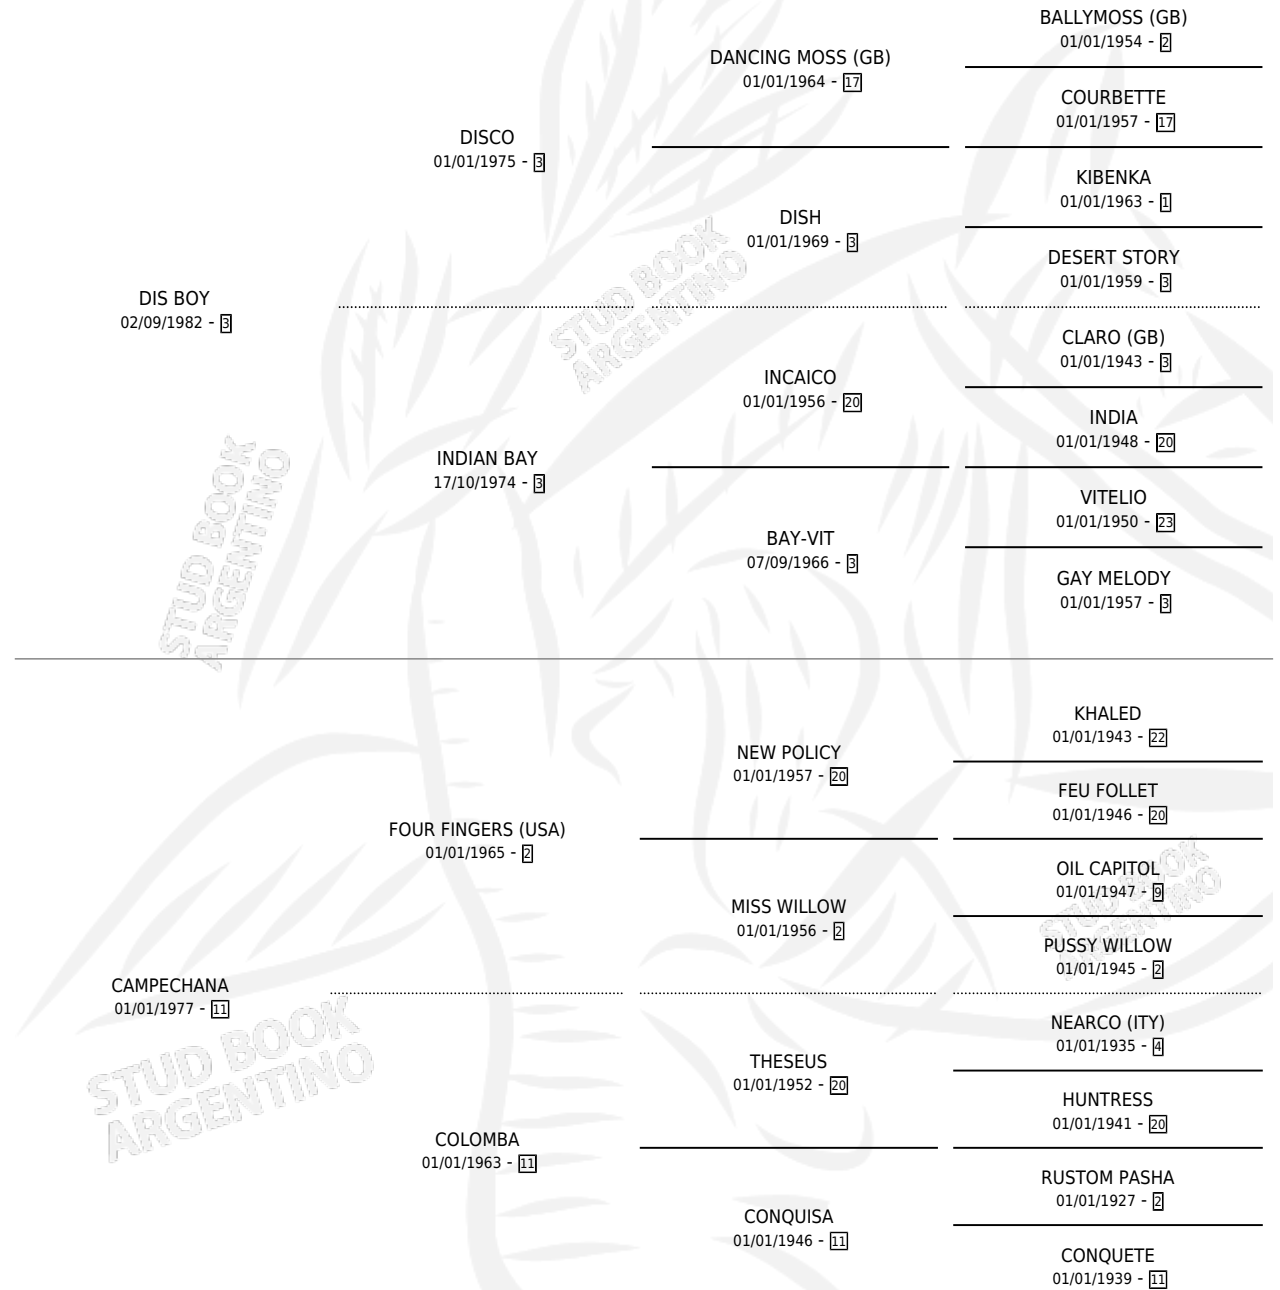 BALLYMOSS (GB)
01/01/1954 - 2
DANCING MOSS (GB)
01/01/1964 - 17
COURBETTE
01/01/1957 - 17
DISCO
01/01/1975 - 3
KIBENKA
01/01/1963 - 1
DISH
01/01/1969 - 3
DESERT STORY
01/01/1959 - 3
DIS BOY
02/09/1982 - 3
CLARO (GB)
01/01/1943 - 3
INCAICO
01/01/1956 - 20
INDIA
01/01/1948 - 20
INDIAN BAY
17/10/1974 - 3
VITELIO
01/01/1950 - 23
BAY-VIT
07/09/1966 - 3
GAY MELODY
01/01/1957 - 3
KHALED
01/01/1943 - 22
NEW POLICY
01/01/1957 - 20
FEU FOLLET
01/01/1946 - 20
FOUR FINGERS (USA)
01/01/1965 - 2
OIL CAPITOL
01/01/1947 - 9
MISS WILLOW
01/01/1956 - 2
PUSSY WILLOW
01/01/1945 - 2
CAMPECHANA
01/01/1977 - 11
NEARCO (ITY)
01/01/1935 - 4
THESEUS
01/01/1952 - 20
HUNTRESS
01/01/1941 - 20
COLOMBA
01/01/1963 - 11
RUSTOM PASHA
01/01/1927 - 2
CONQUISA
01/01/1946 - 11
CONQUETE
01/01/1939 - 11
STUD BOOK
ARGENTINO
STUD BOOK
ARGENTINO
STUD BOOK
ARGENTINO
STUD BOOK
ARGENTINO